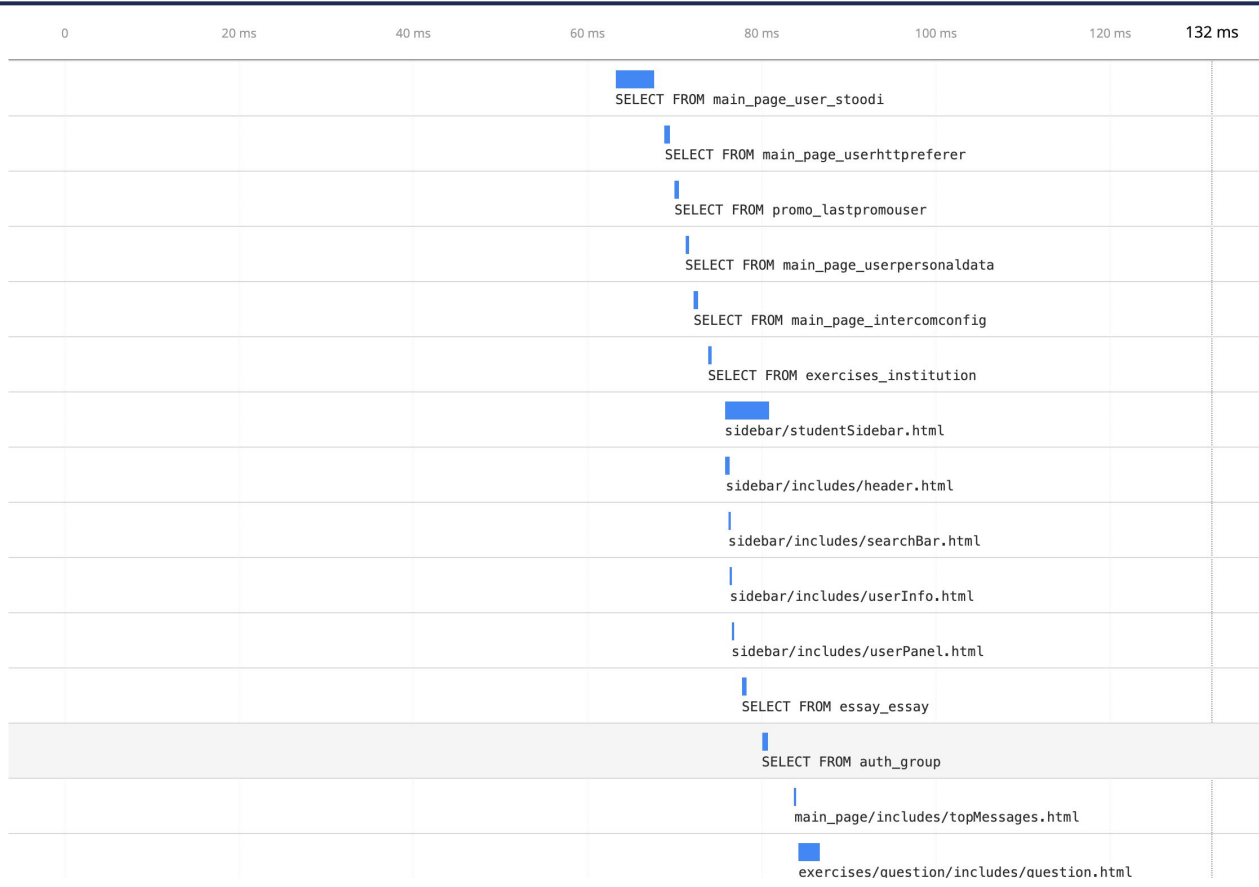 0 20 ms 40 ms 60 ms 80 ms 100 ms 120 ms 132 ms
SELECT FROM main_page_user_stoodi
SELECT FROM main_page_userhttpreferer
SELECT FROM promo_lastpromouser
SELECT FROM main_page_userpersonaldata
SELECT FROM main_page_intercomconfig
SELECT FROM exercises_institution
sidebar/studentSidebar.html
sidebar/includes/header.html
sidebar/includes/searchBar.html
sidebar/includes/userInfo.html
sidebar/includes/userPanel.html
SELECT FROM essay_essay
SELECT FROM auth_group
main_page/includes/topMessages.html
exercises/question/includes/question.html